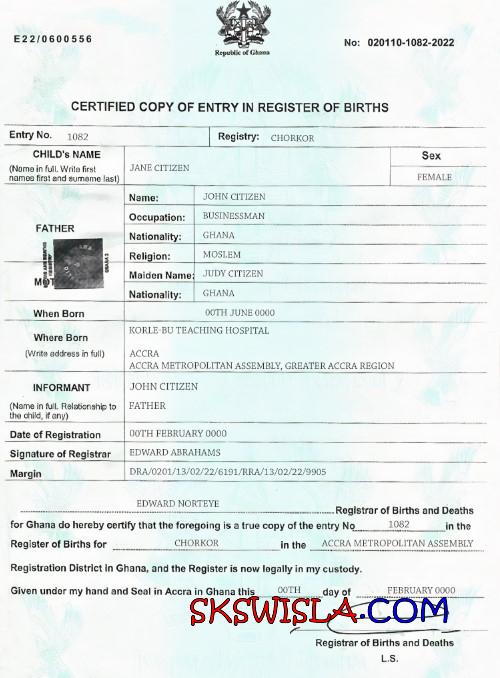 E22/0600556
Republic of Ghana
No: 020110-1082-2022
CERTIFIED COPY OF ENTRY IN REGISTER OF BIRTHS
Entry No. 1082 Registry: CHORKOR
CHILD's NAME
(Name in full. Write first
names first and surname last)
JANE CITIZEN
Sex
FEMALE
FATHER
Name: JOHN CITIZEN
Occupation: BUSINESSMAN
Nationality: GHANA
Religion: MOSLEM
Maiden Name: JUDY CITIZEN
Nationality: GHANA
When Born 00TH JUNE 0000
Where Born
(Write address in full)
KORLE-BU TEACHING HOSPITAL
ACCRA
ACCRA METROPOLITAN ASSEMBLY, GREATER ACCRA REGION
INFORMANT JOHN CITIZEN
(Name in full. Relationship to
the child, if any)
FATHER
Date of Registration 00TH FEBRUARY 0000
Signature of Registrar EDWARD ABRAHAMS
Margin DRA/0201/13/02/22/6191/RRA/13/02/22/9905
EDWARD NORTEYE Registrar of Births and Deaths
for Ghana do hereby certify that the foregoing is a true copy of the entry No 1082 in the
Register of Births for CHORKOR in the ACCRA METROPOLITAN ASSEMBLY
Registration District in Ghana, and the Register is now legally in my custody.
Given under my hand and Seal in Accra in Ghana this 00TH day of FEBRUARY 0000
SKSWISLA.COM
Registrar of Births and Deaths
L.S.